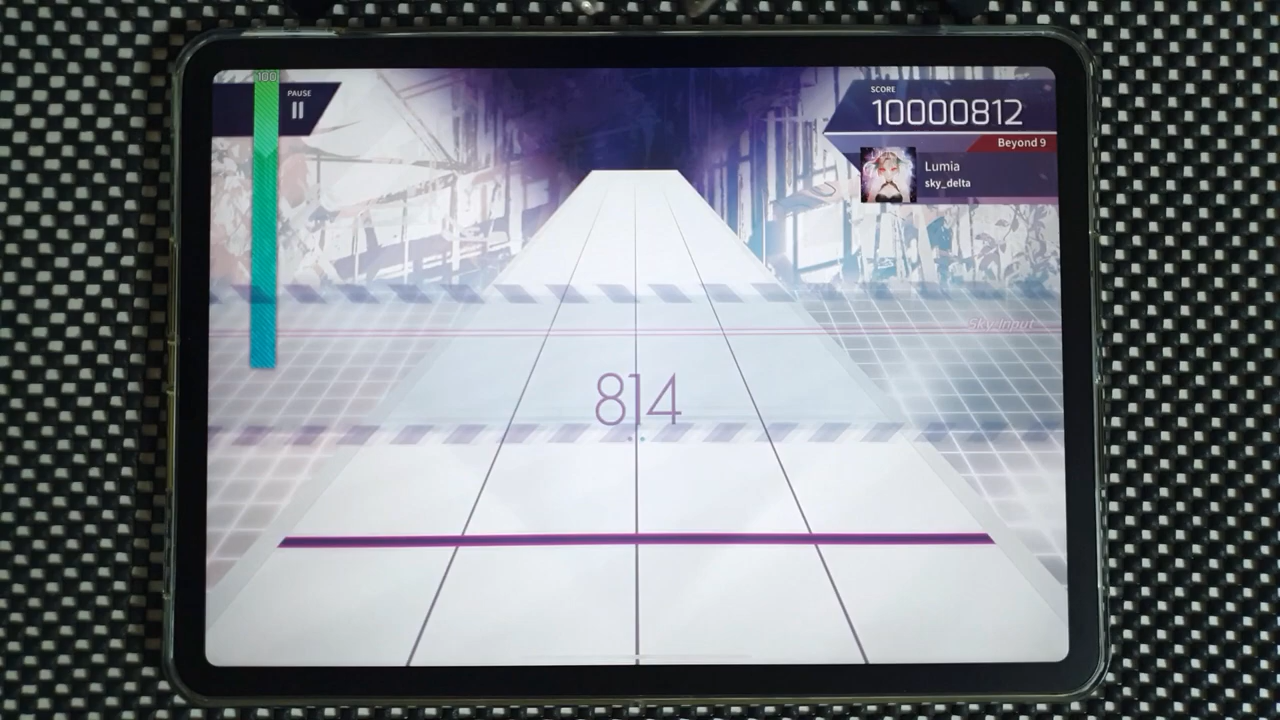 100
PAUSE
SCORE
10000812
Beyond 9
Lumia
sky_delta
Sky Input
814